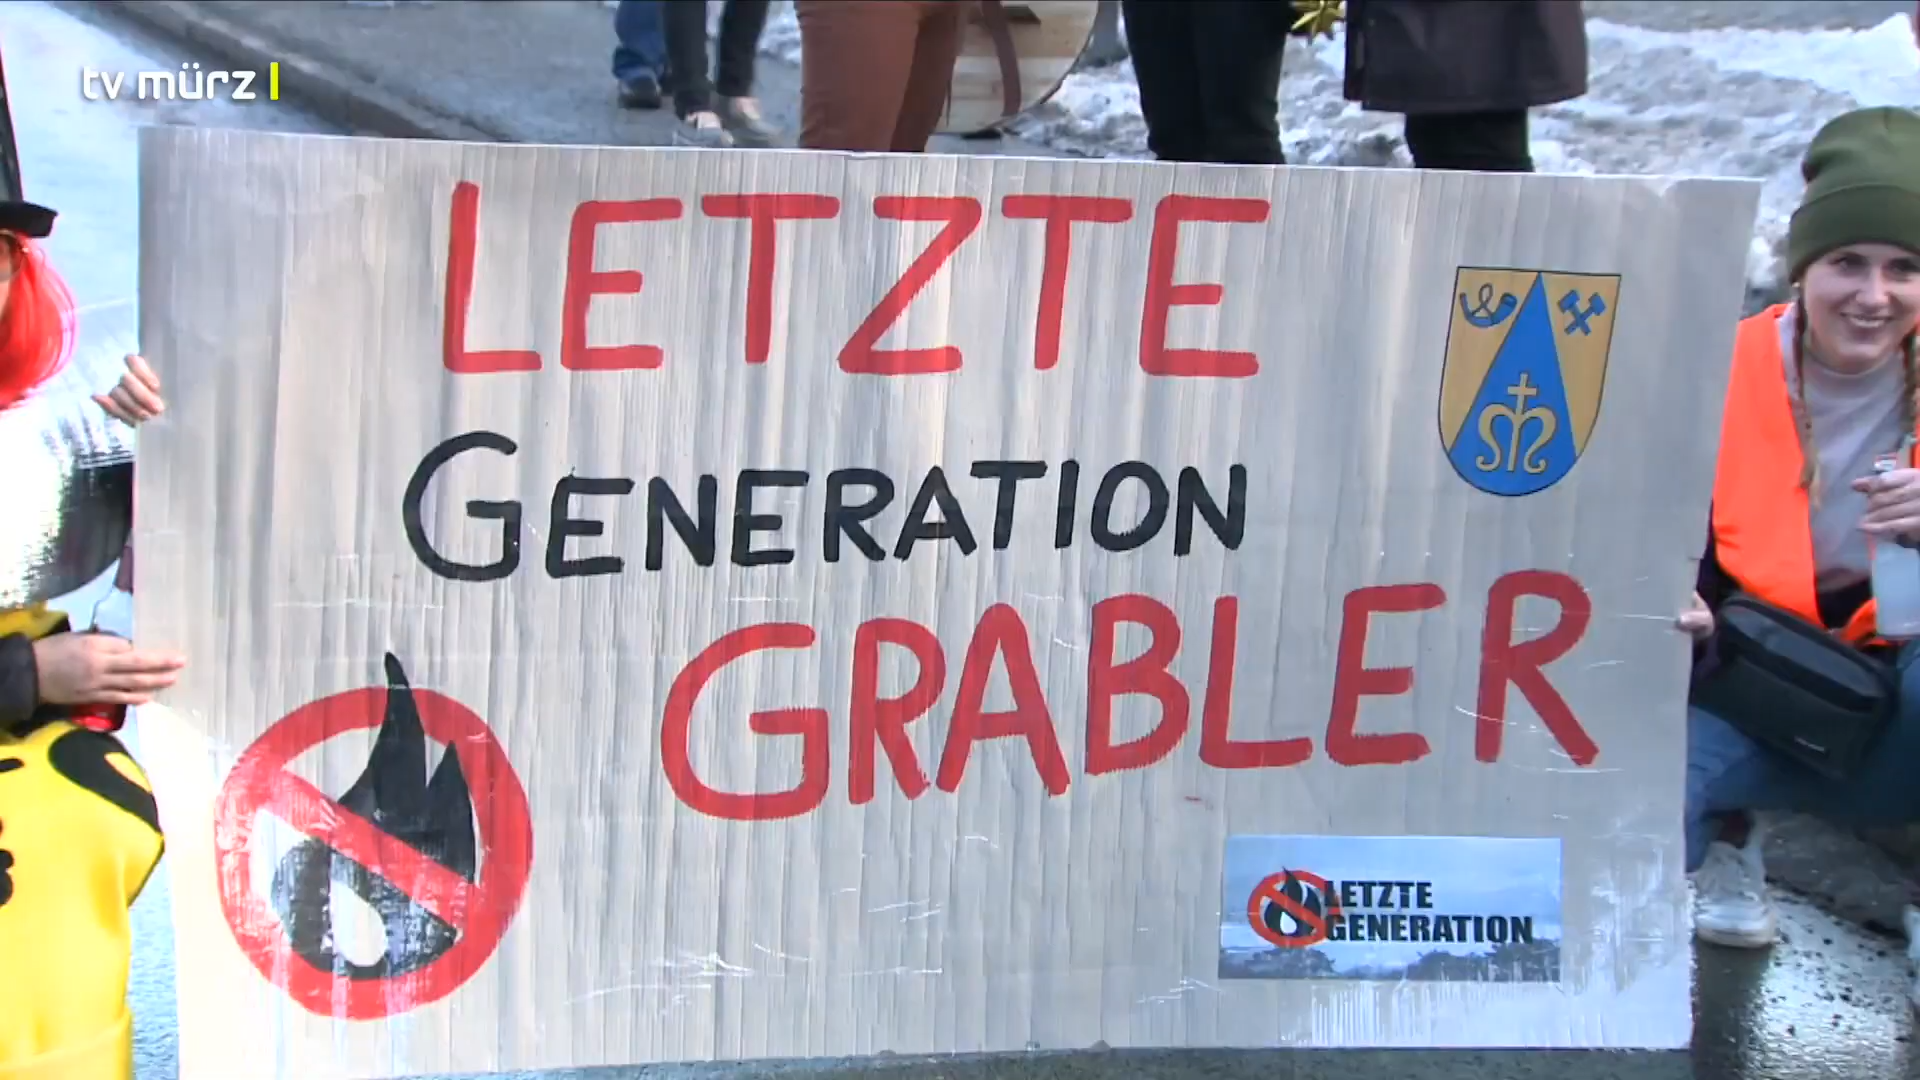 tv mürz
LETZTE
GENERATION
GRABLER
LETZTE
GENERATION